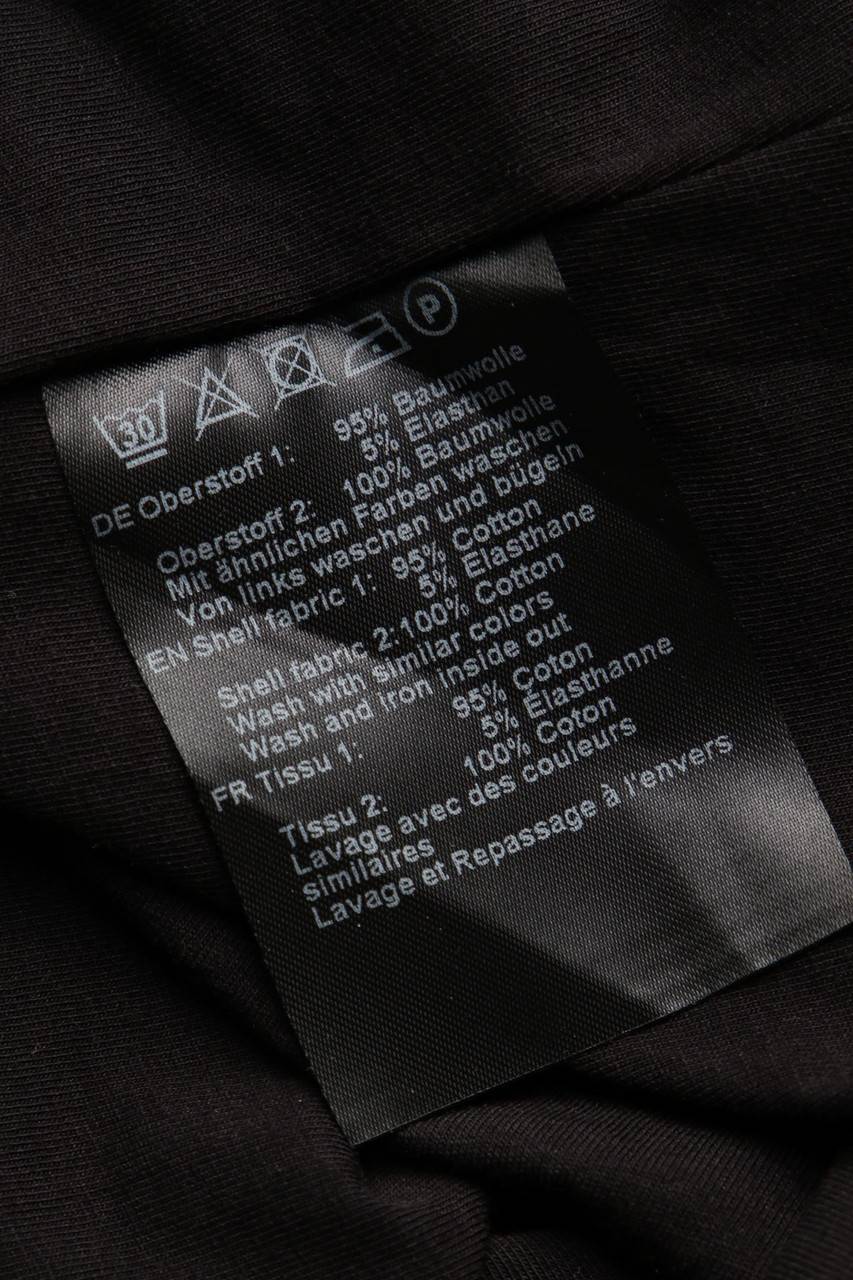 30 P
DE Oberstoff 1: 95% Baumwolle
5% Elasthan
Oberstoff 2: 100% Baumwolle
Mit ähnlichen Farben waschen
Von links waschen und bügeln
EN Shell fabric 1: 95% Cotton
5% Elasthane
Shell fabric 2:100% Cotton
Wash with similar colors
Wash and iron inside out
FR Tissu 1: 95% Coton
5% Élasthanne
Tissu 2: 100% Coton
Lavage avec des couleurs
similaires
Lavage et Repassage à l'envers